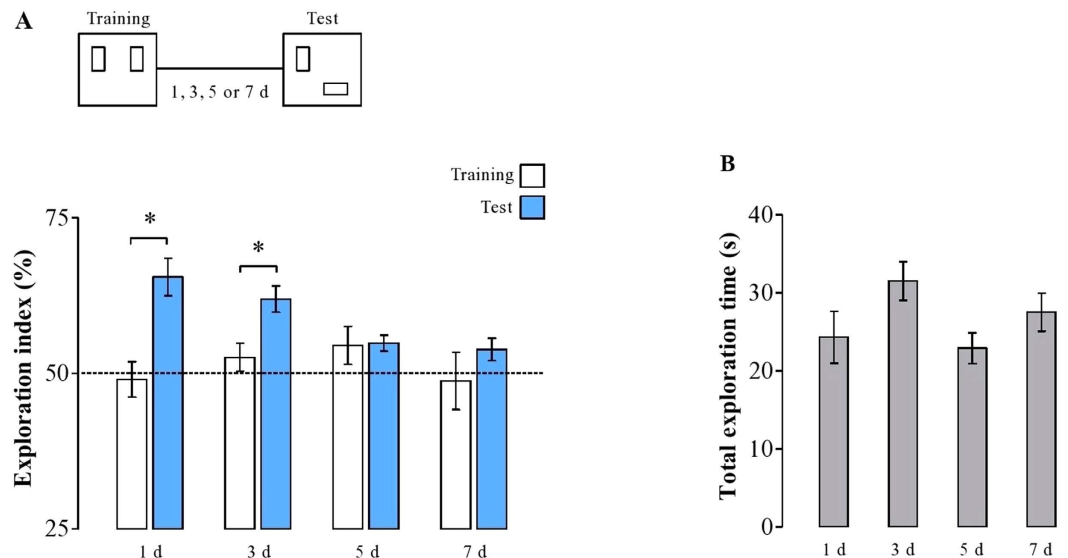 A
Training
Test
1, 3, 5 or 7 d
Training
Test
Exploration index (%)
75
50
25
*
*
1 d
3 d
5 d
7 d
B
Total exploration time (s)
40
30
20
10
0
1 d
3 d
5 d
7 d